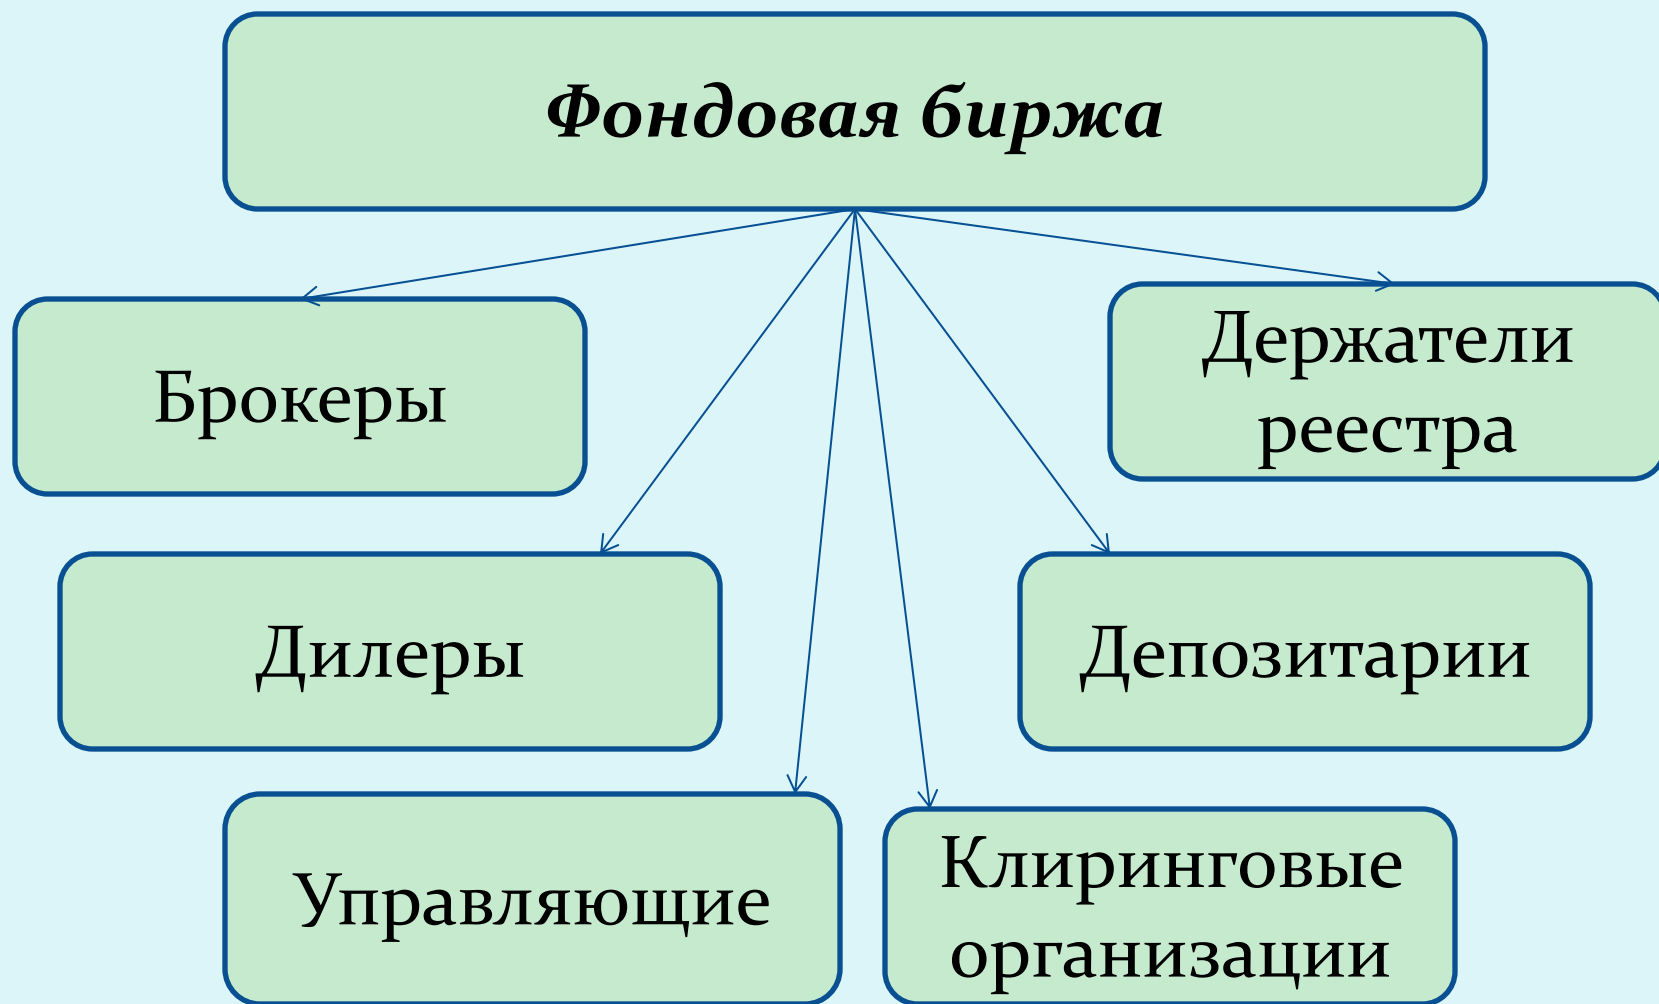 Фондовая биржа
Брокеры
Держатели
реестра
Дилеры
Депозитарии
Управляющие
Клиринговые
организации